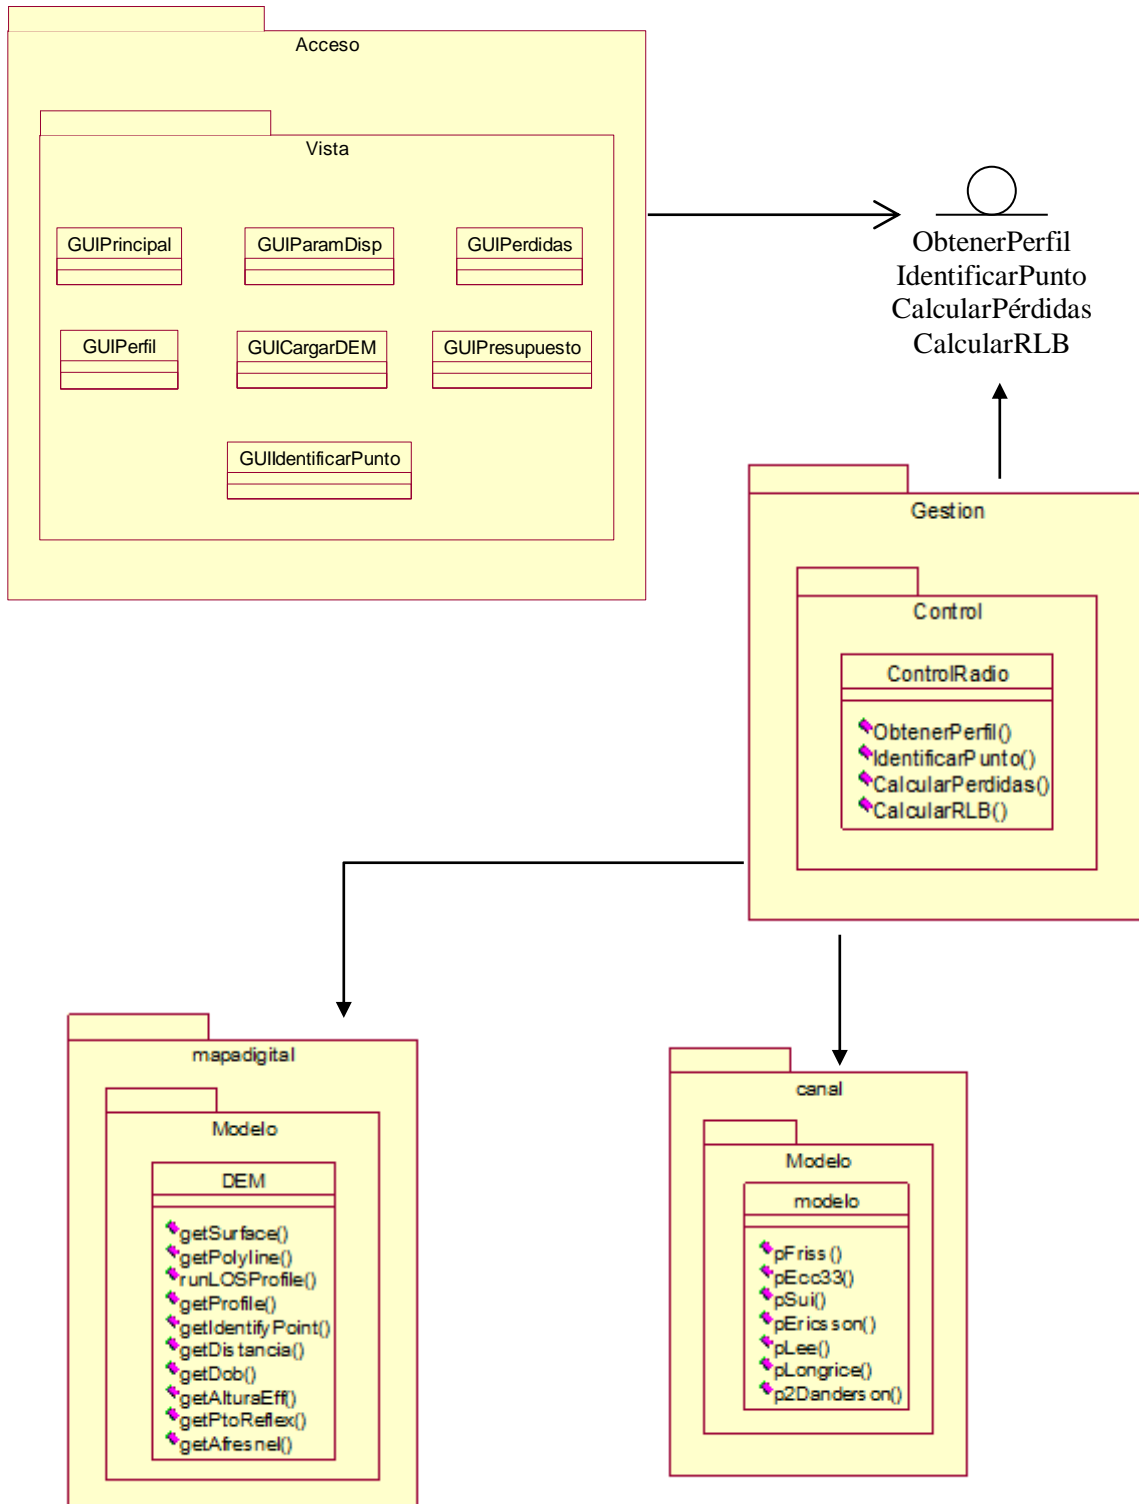 Acceso
Vista
GUIPrincipal
GUIParamDisp
GUIPerdidas
GUIPerfil
GUICargarDEM
GUIPresupuesto
GUIIdentificarPunto
ObtenerPerfil
IdentificarPunto
CalcularPérdidas
CalcularRLB
Gestion
Control
ControlRadio
ObtenerPerfil()
IdentificarPunto()
CalcularPerdidas()
CalcularRLB()
mapadigital
Modelo
DEM
getSurface()
getPolyline()
runLOSProfile()
getProfile()
getIdentifyPoint()
getDistancia()
getDob()
getAlturaEff()
getPtoReflex()
getAfresnel()
canal
Modelo
modelo
pFriss()
pEcc33()
pSui()
pEricsson()
pLee()
pLongrice()
p2Danderson()